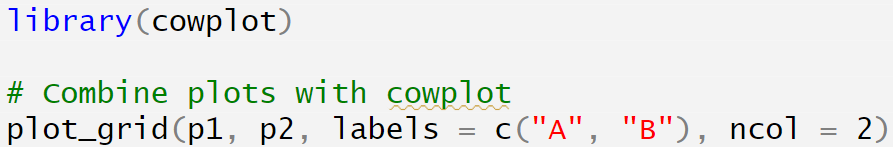 library(cowplot)
# Combine plots with cowplot
plot_grid(p1, p2, labels = c("A", "B"), ncol = 2)